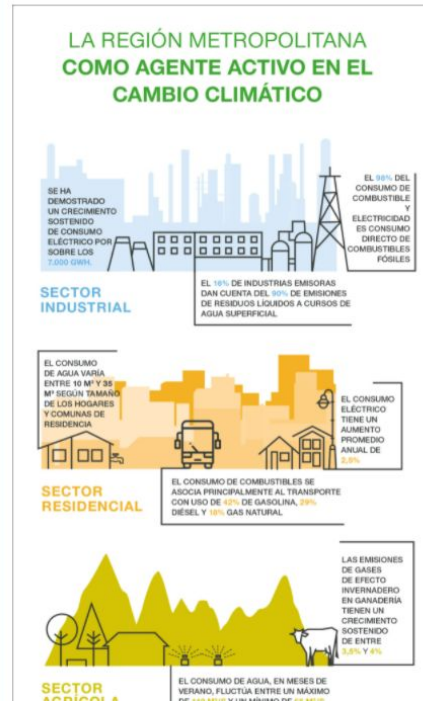 LA REGIÓN METROPOLITANA
COMO AGENTE ACTIVO EN EL
CAMBIO CLIMÁTICO
SE HA
DEMOSTRADO
UN CRECIMIENTO
SOSTENIDO
DE CONSUMO
ELÉCTRICO POR
SOBRE LOS
7.000 GWH.
EL 98% DEL
CONSUMO DE
COMBUSTIBLE
Y
ELECTRICIDAD
ES CONSUMO
DIRECTO DE
COMBUSTIBLES
FÓSILES
SECTOR
INDUSTRIAL
EL 16% DE INDUSTRIAS EMISORAS
DAN CUENTA DEL 90% DE EMISIONES
DE RESIDUOS LÍQUIDOS A CURSOS DE
AGUA SUPERFICIAL
EL CONSUMO
DE AGUA VARÍA
ENTRE 10 M³ Y 35
M³ SEGÚN TAMAÑO
DE LOS HOGARES
Y COMUNAS DE
RESIDENCIA
EL CONSUMO
ELÉCTRICO
TIENE UN
AUMENTO
PROMEDIO
ANUAL DE
SECTOR
RESIDENCIAL
EL CONSUMO DE COMBUSTIBLES SE
ASOCIA PRINCIPALMENTE AL TRANSPORTE
CON USO DE 42% DE GASOLINA, 29%
DIÉSEL Y 18% GAS NATURAL
LAS EMISIONES
DE GASES
DE EFECTO
INVERNADERO
EN GANADERÍA
TIENEN UN
CRECIMIENTO
SOSTENIDO
DE ENTRE
3,5% Y 4%
SECTOR
AGRÍCOLA
EL CONSUMO DE AGUA, EN MESES DE
VERANO, FLUCTÚA ENTRE UN MÁXIMO